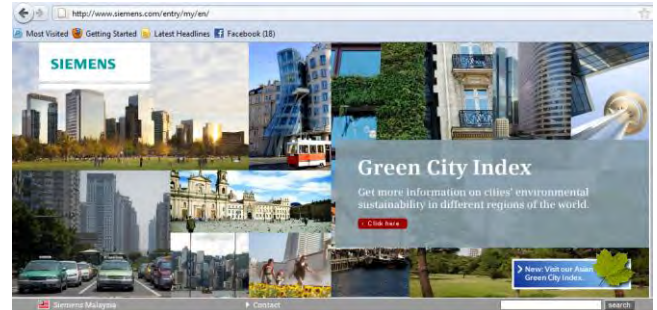 http://www.siemens.com/entry/my/en/
Most Visited Getting Started Latest Headlines Facebook (18)
SIEMENS
Green City Index
Get more information on cities' environmental
sustainability in different regions of the world.
Click here
New: Visit our Asian
Green City Index.
Siemens Malaysia Contact search